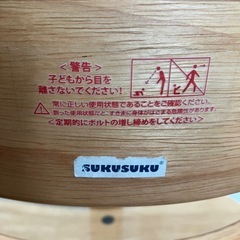 <警告>
子どもから目を
離さないでください
常に正しい使用状態であることをご確認ください。
<定期的にボルトの増し締めをして下さい>
SUKUSUKU